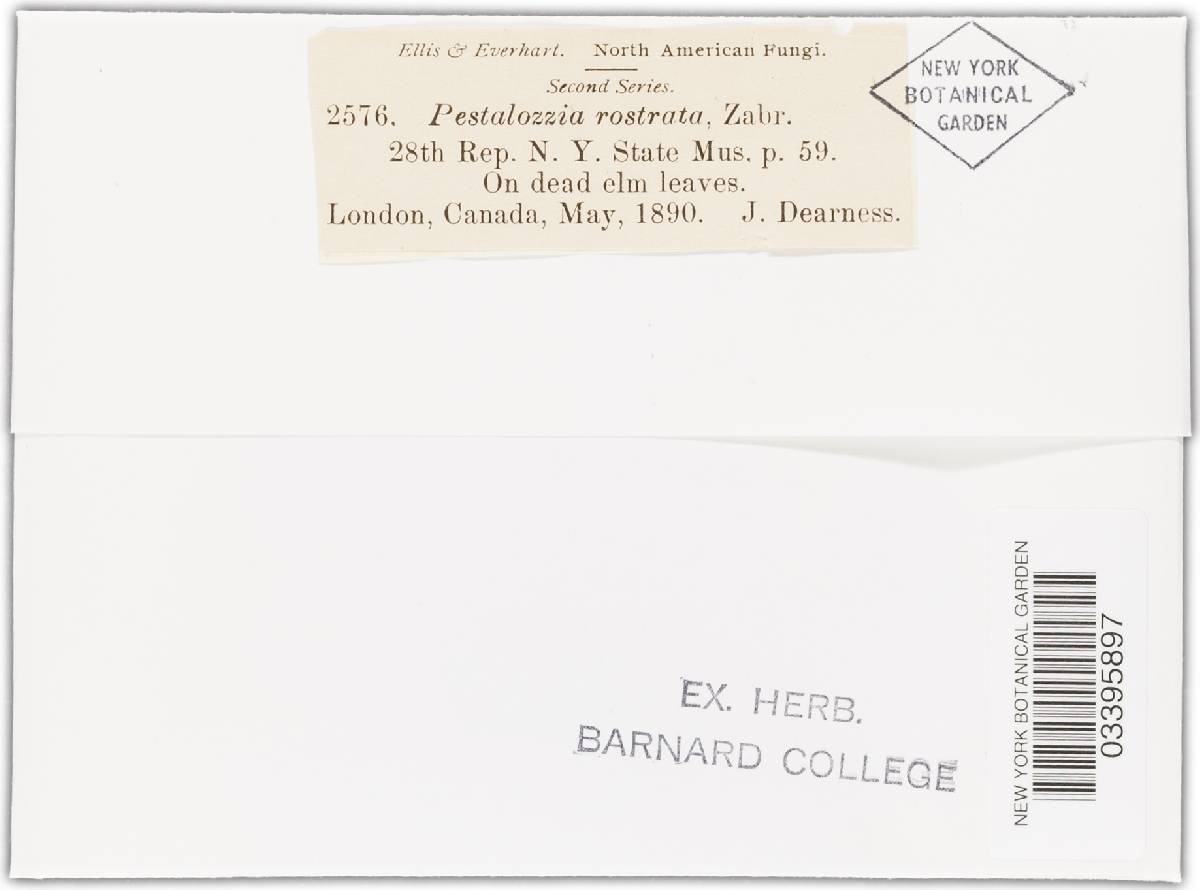 Ellis & Everhart. North American Fungi.
Second Series.
2576. Pestalozzia rostrata, Zabr.
28th Rep. N. Y. State Mus. p. 59.
On dead elm leaves.
London, Canada, May, 1890. J. Dearness.
NEW YORK
BOTANICAL
GARDEN
EX. HERB.
BARNARD COLLEGE
NEW YORK BOTANICAL GARDEN
03395897